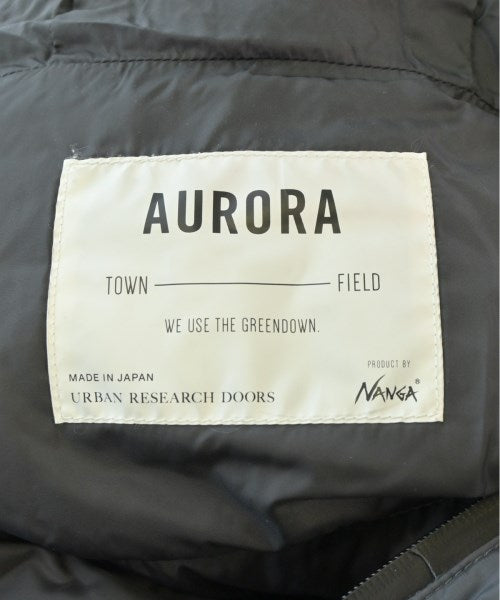 AURORA
TOWN FIELD
WE USE THE GREENDOWN.
PRODUCT BY
MADE IN JAPAN
URBAN RESEARCH DOORS
NANGA®